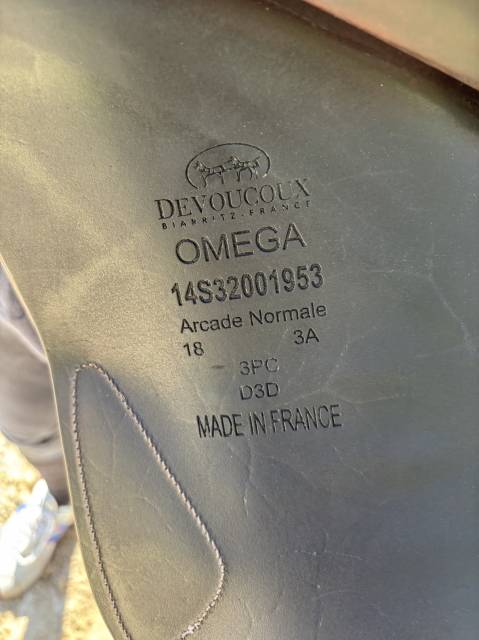 DEVOUCOUX
BIARRITZ-FRANCE
OMEGA
14S32001953
Arcade Normale
18 3A
3PC
D3D
MADE IN FRANCE